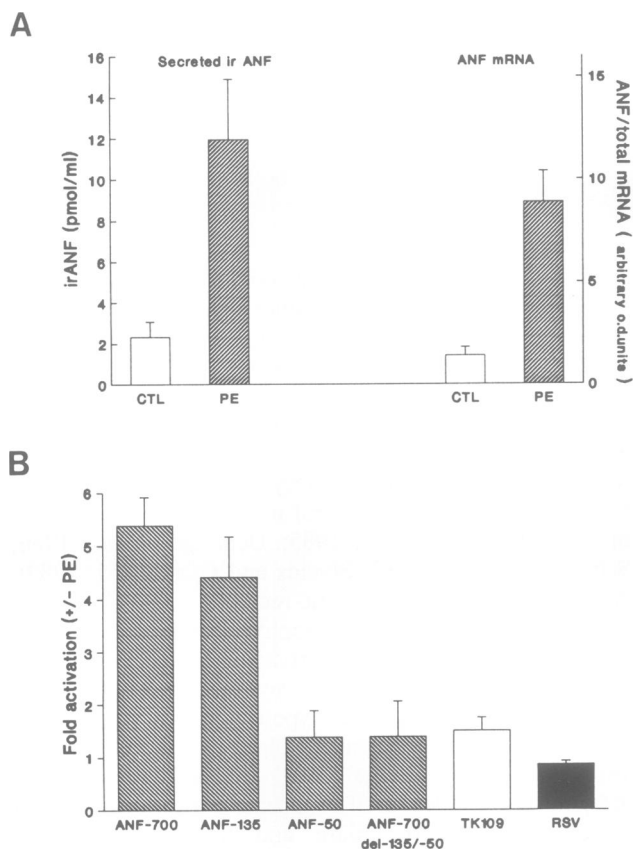 A
Secreted ir ANF
ANF mRNA
16
14
12
10
8
6
4
2
0
irANF (pmol/ml)
15
10
5
0
ANF/total mRNA ( arbitrary o.d.units )
CTL
PE
CTL
PE
B
6
5
4
3
2
1
0
Fold activation (+/− PE)
ANF-700
ANF-135
ANF-50
ANF-700
TK109
RSV
del-135/-50